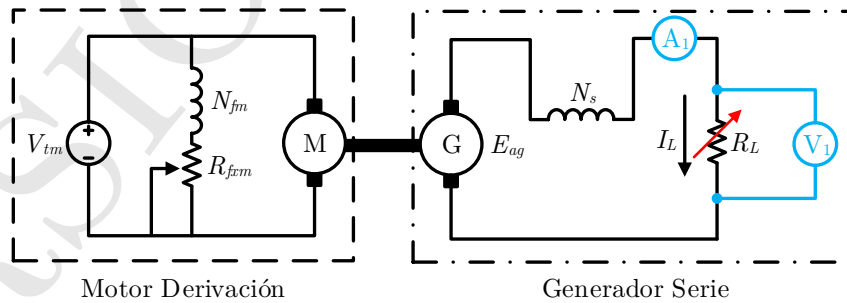 V_tm
N_fm
R_fxm
M
G
E_ag
N_s
A_1
I_L
R_L
V_1
Motor Derivación
Generador Serie